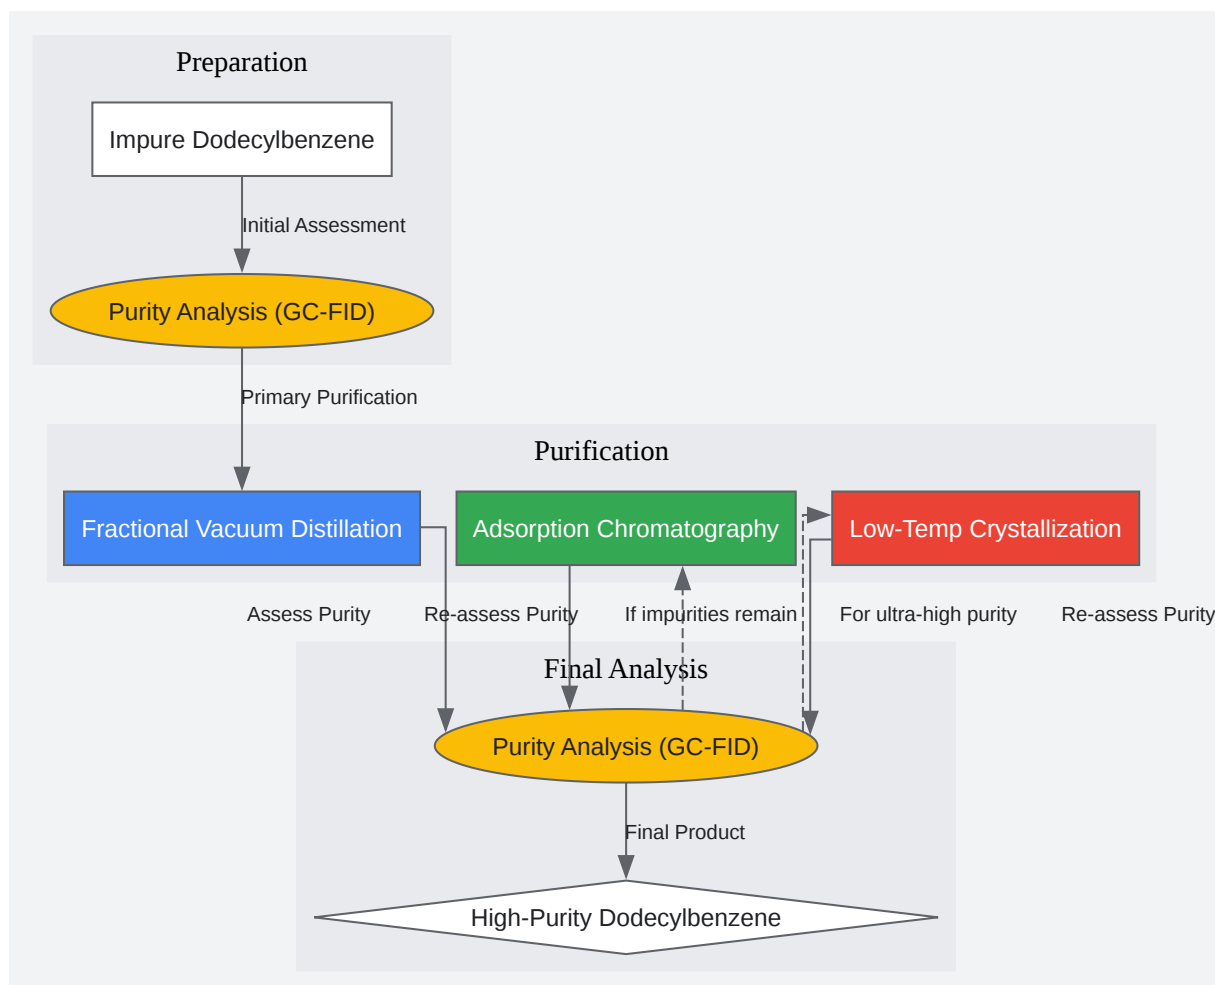 Preparation
Impure Dodecylbenzene
Initial Assessment
Purity Analysis (GC-FID)
Primary Purification
Purification
Fractional Vacuum Distillation
Adsorption Chromatography
Low-Temp Crystallization
Assess Purity
Re-assess Purity
If impurities remain
For ultra-high purity
Re-assess Purity
Final Analysis
Purity Analysis (GC-FID)
Final Product
High-Purity Dodecylbenzene